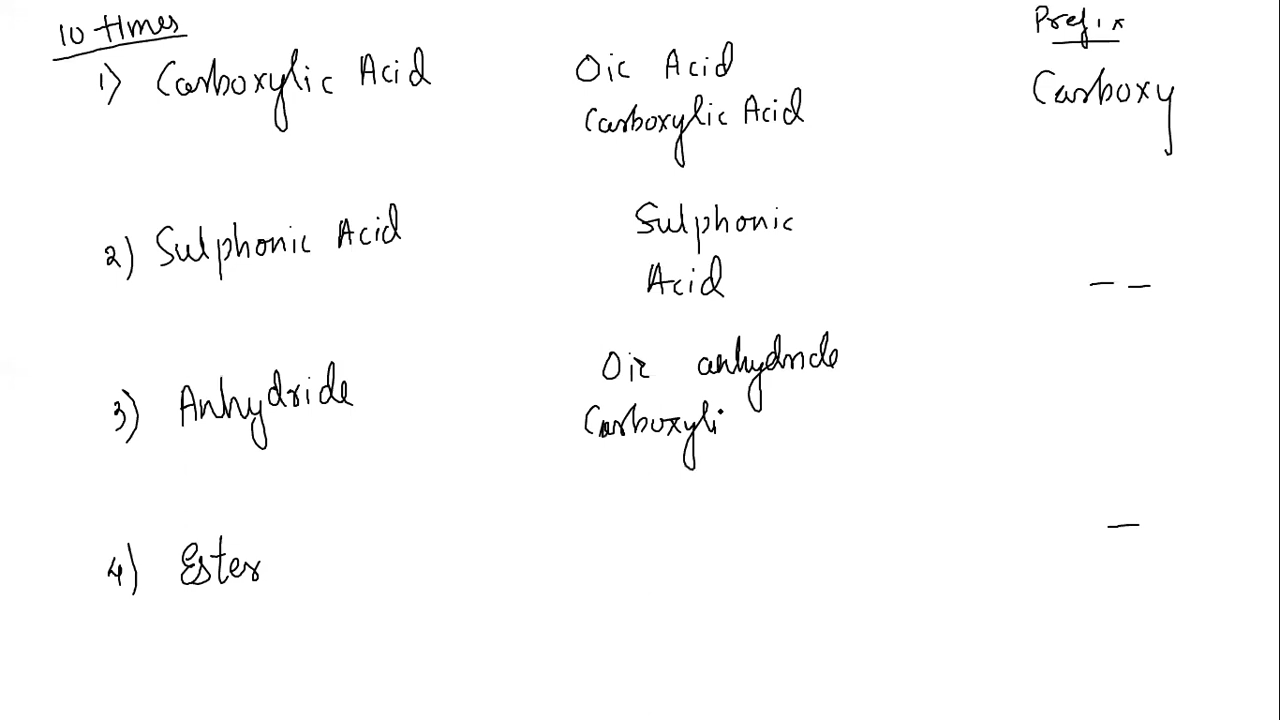 10 times
Prefix
1) Carboxylic Acid Oic Acid Carboxy
Carboxylic Acid
2) Sulphonic Acid Sulphonic
Acid — —
3) Anhydride Oic anhydride
Carboxyli
—
4) Ester